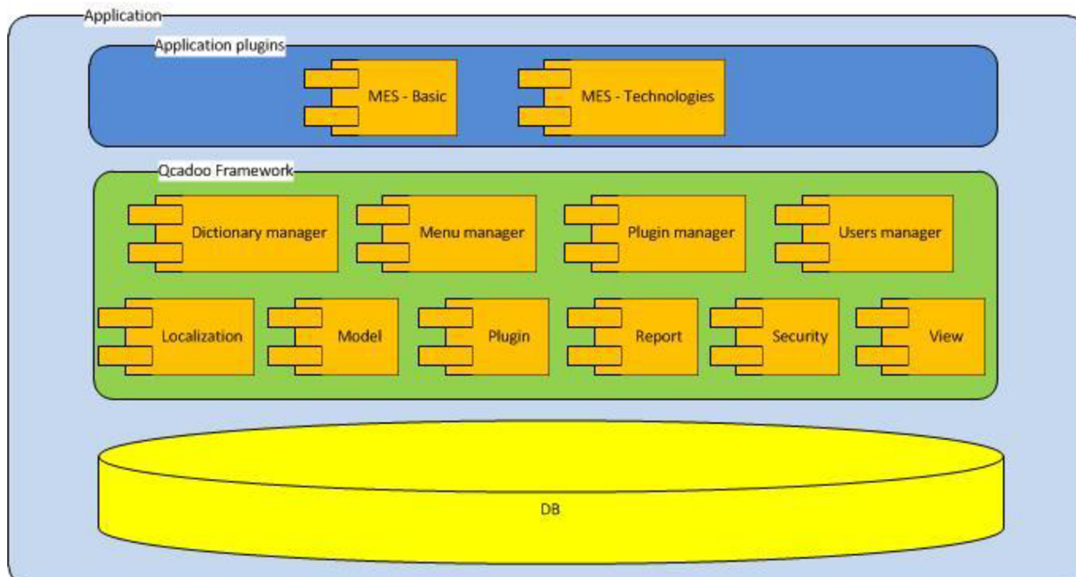 Application
Application plugins
MES - Basic
MES - Technologies
Qcadoo Framework
Dictionary manager
Menu manager
Plugin manager
Users manager
Localization
Model
Plugin
Report
Security
View
DB